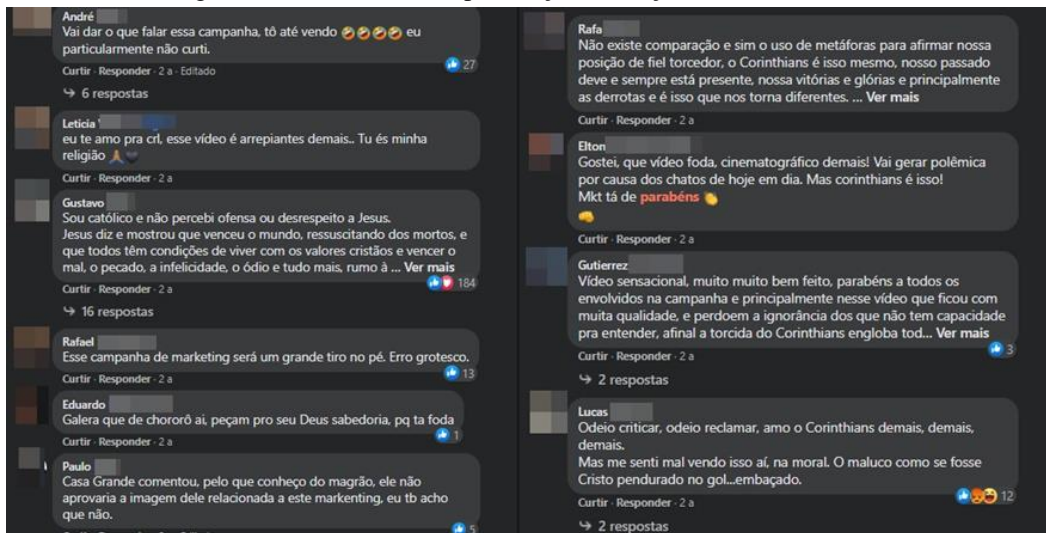 André
Vai dar o que falar essa campanha, tô até vendo 🤣🤣🤣🤣 eu
particularmente não curti.
27
Curtir · Responder · 2 a · Editado
6 respostas
Leticia
eu te amo pra crl, esse vídeo é arrepiantes demais.. Tu és minha
religião 🙏🏽🖤
Curtir · Responder · 2 a
Gustavo
Sou católico e não percebi ofensa ou desrespeito a Jesus.
Jesus diz e mostrou que venceu o mundo, ressuscitando dos mortos, e
que todos têm condições de viver com os valores cristãos e vencer o
mal, o pecado, a infelicidade, o ódio e tudo mais, rumo à ... Ver mais
184
Curtir · Responder · 2 a
16 respostas
Rafael
Esse campanha de marketing será um grande tiro no pé. Erro grotesco.
13
Curtir · Responder · 2 a
Eduardo
Galera que de chororô ai, peçam pro seu Deus sabedoria, pq ta foda
1
Curtir · Responder · 2 a
Paulo
Casa Grande comentou, pelo que conheço do magrão, ele não
aprovaria a imagem dele relacionada a este markenting, eu tb acho
que não.
5
Rafa
Não existe comparação e sim o uso de metáforas para afirmar nossa
posição de fiel torcedor, o Corinthians é isso mesmo, nosso passado
deve e sempre está presente, nossa vitórias e glórias e principalmente
as derrotas e é isso que nos torna diferentes. ... Ver mais
Curtir · Responder · 2 a
Elton
Gostei, que vídeo foda, cinematográfico demais! Vai gerar polêmica
por causa dos chatos de hoje em dia. Mas corinthians é isso!
Mkt tá de parabéns 👏
👊
Curtir · Responder · 2 a
Gutierrez
Vídeo sensacional, muito muito bem feito, parabéns a todos os
envolvidos na campanha e principalmente nesse vídeo que ficou com
muita qualidade, e perdoem a ignorância dos que não tem capacidade
pra entender, afinal a torcida do Corinthians engloba tod... Ver mais
3
Curtir · Responder · 2 a
2 respostas
Lucas
Odeio criticar, odeio reclamar, amo o Corinthians demais, demais,
demais.
Mas me senti mal vendo isso aí, na moral. O maluco como se fosse
Cristo pendurado no gol...embaçado.
12
Curtir · Responder · 2 a
2 respostas